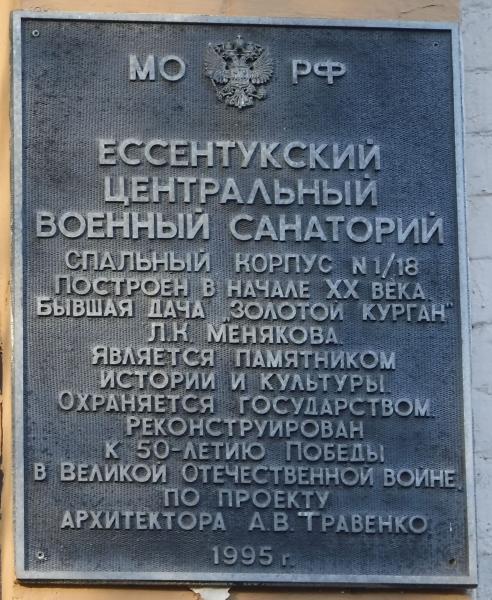 МО РФ
ЕССЕНТУКСКИЙ
ЦЕНТРАЛЬНЫЙ
ВОЕННЫЙ САНАТОРИЙ
СПАЛЬНЫЙ КОРПУС N 1/18
ПОСТРОЕН В НАЧАЛЕ XX ВЕКА
БЫВШАЯ ДАЧА „ЗОЛОТОЙ КУРГАН"
Л.К. МЕНЯКОВА
ЯВЛЯЕТСЯ ПАМЯТНИКОМ
ИСТОРИИ И КУЛЬТУРЫ
ОХРАНЯЕТСЯ ГОСУДАРСТВОМ.
РЕКОНСТРУИРОВАН
К 50-ЛЕТИЮ ПОБЕДЫ
В ВЕЛИКОЙ ОТЕЧЕСТВЕННОЙ ВОЙНЕ,
ПО ПРОЕКТУ
АРХИТЕКТОРА А.В. ТРАВЕНКО
1995 г.